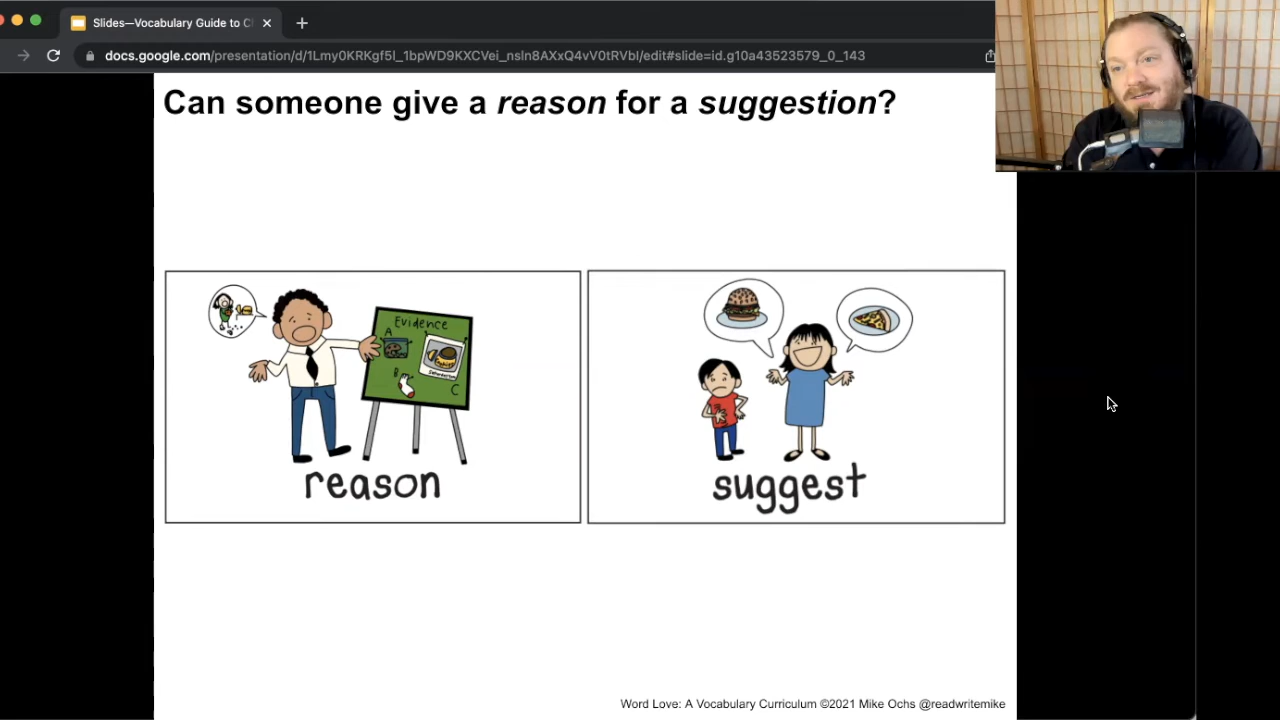 Slides—Vocabulary Guide to C
docs.google.com/presentation/d/1Lmy0KRKgf5I_1bpWD9KXCVei_nsln8AXxQ4vV0tRVbI/edit#slide=id.g10a43523579_0_143
Can someone give a reason for a suggestion?
Evidence
A
B
C
reason
suggest
Word Love: A Vocabulary Curriculum ©2021 Mike Ochs @readwritemike